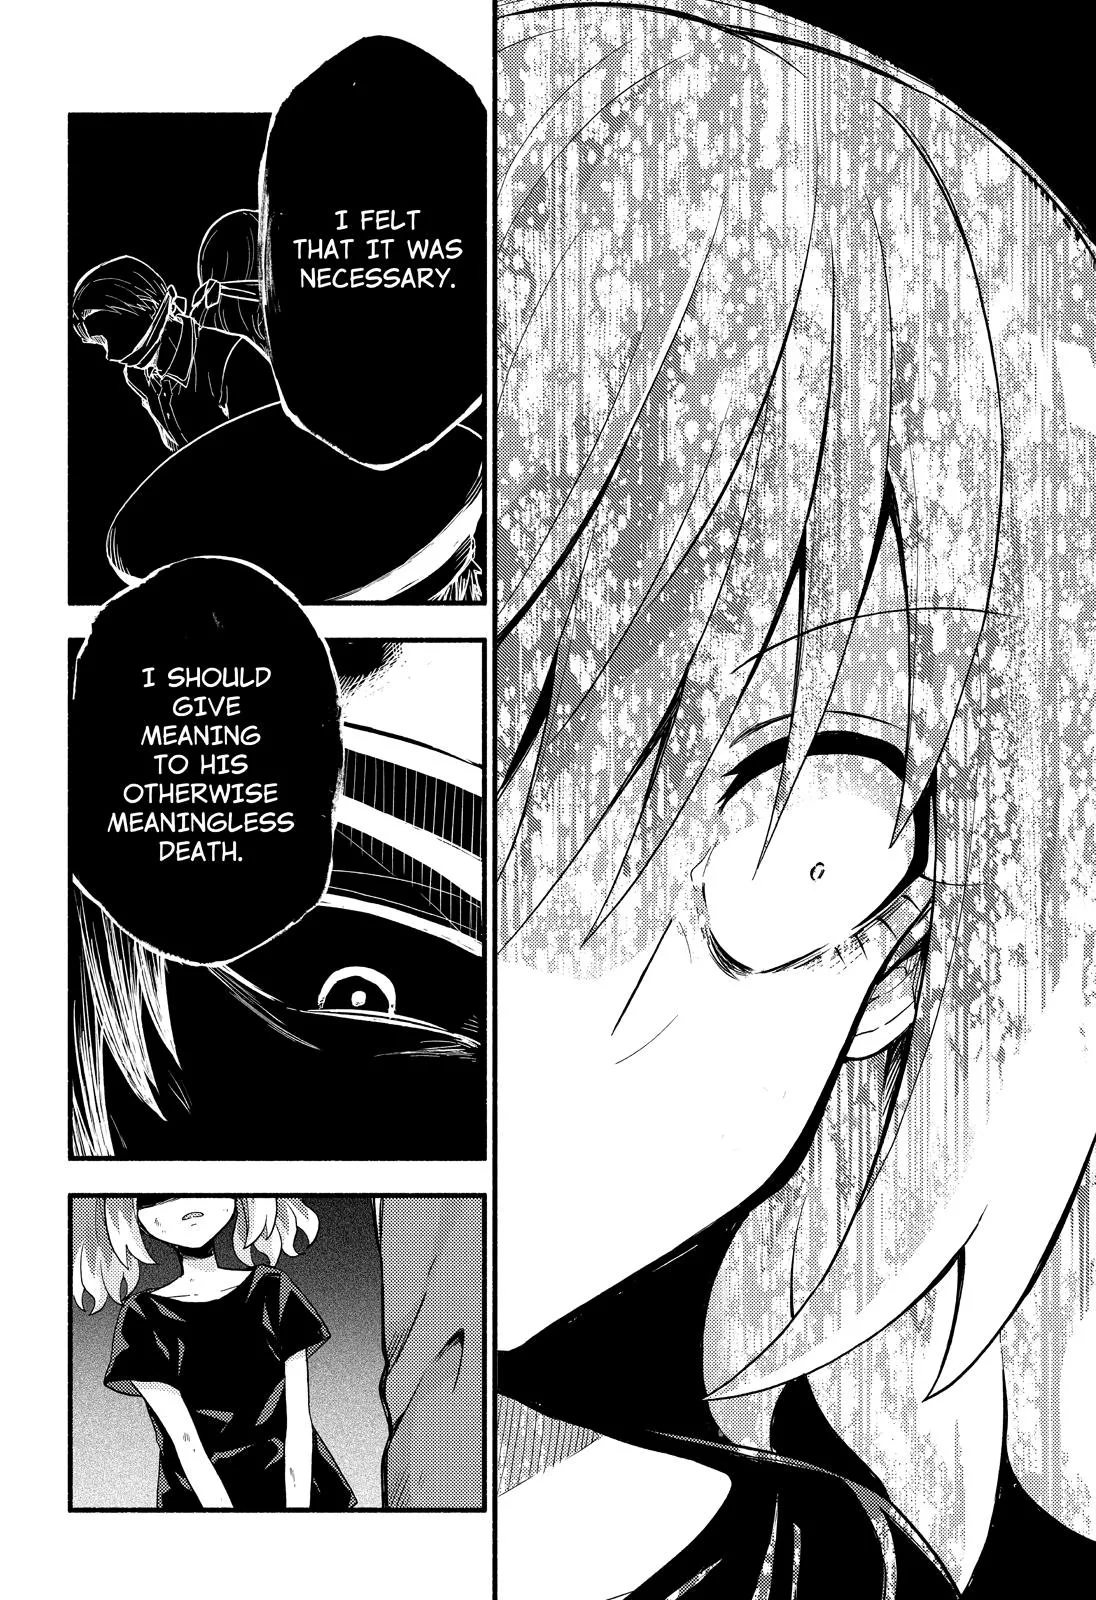 I FELT
THAT IT WAS
NECESSARY.
I SHOULD
GIVE
MEANING
TO HIS
OTHERWISE
MEANINGLESS
DEATH.